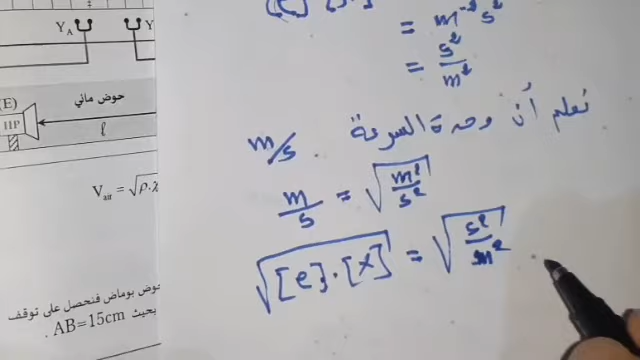 = m⁻² s²
= s²/m²
نعلم أن وحدة السرعة m/s
m/s = √(m²/s²)
√([e].[x]) = √(s²/m²)
Y_A Y
(E)
HP
حوض مائي
ℓ
V_air = √ρ.χ
حوض بوماض فنحصل على توقف
بحيث AB=15cm .